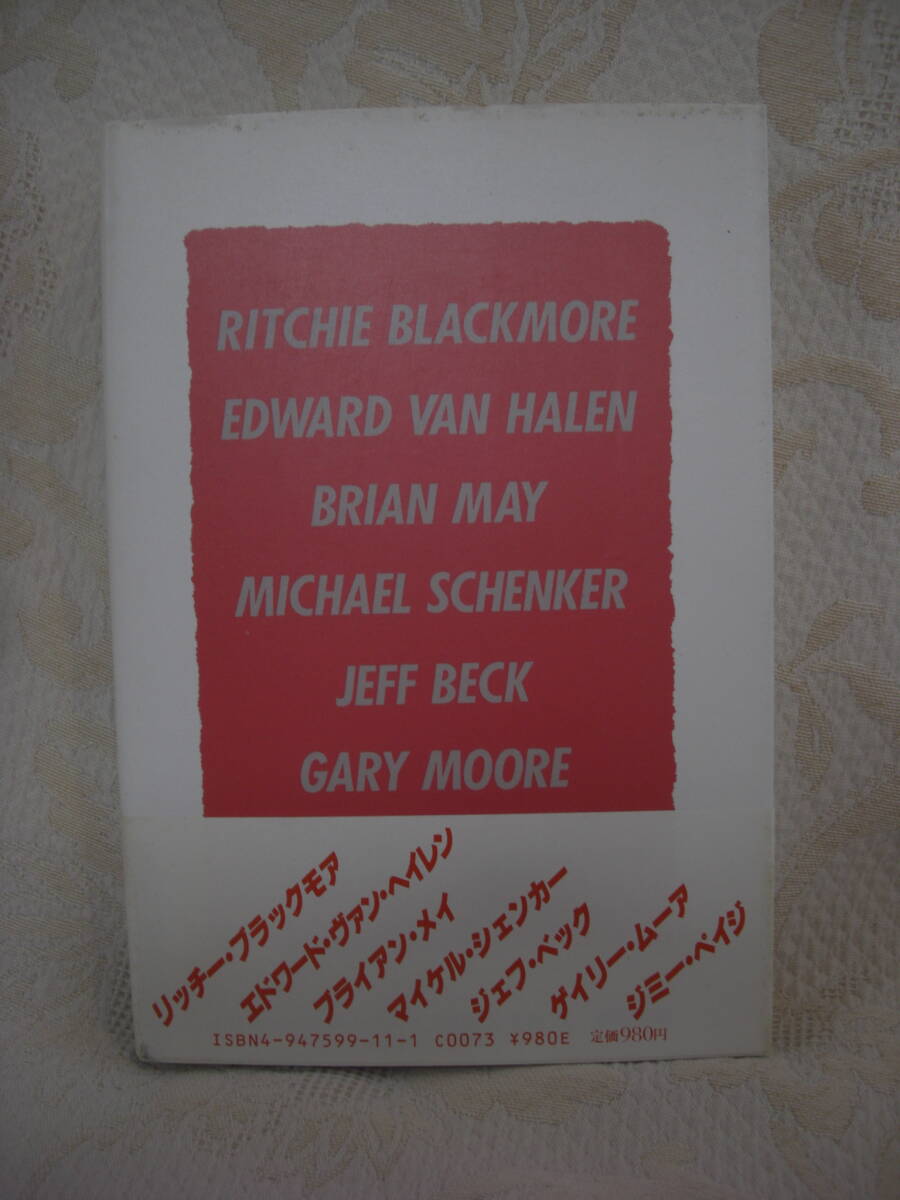 RITCHIE BLACKMORE
EDWARD VAN HALEN
BRIAN MAY
MICHAEL SCHENKER
JEFF BECK
GARY MOORE
リッチー・ブラックモア
エドワード・ヴァン・ヘイレン
ブライアン・メイ
マイケル・シェンカー
ジェフ・ベック
ゲイリー・ムーア
ジミー・ペイジ
ISBN4-947599-11-1 C0073 ¥980E 定価980円